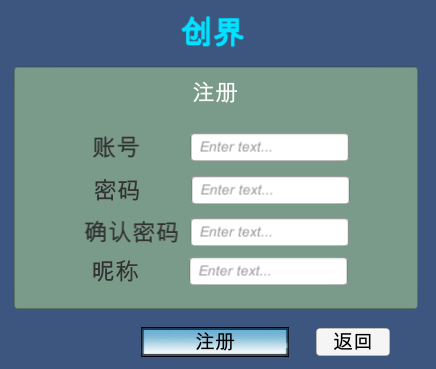 创界
注册
账号 Enter text...
密码 Enter text...
确认密码 Enter text...
昵称 Enter text...
注册 返回